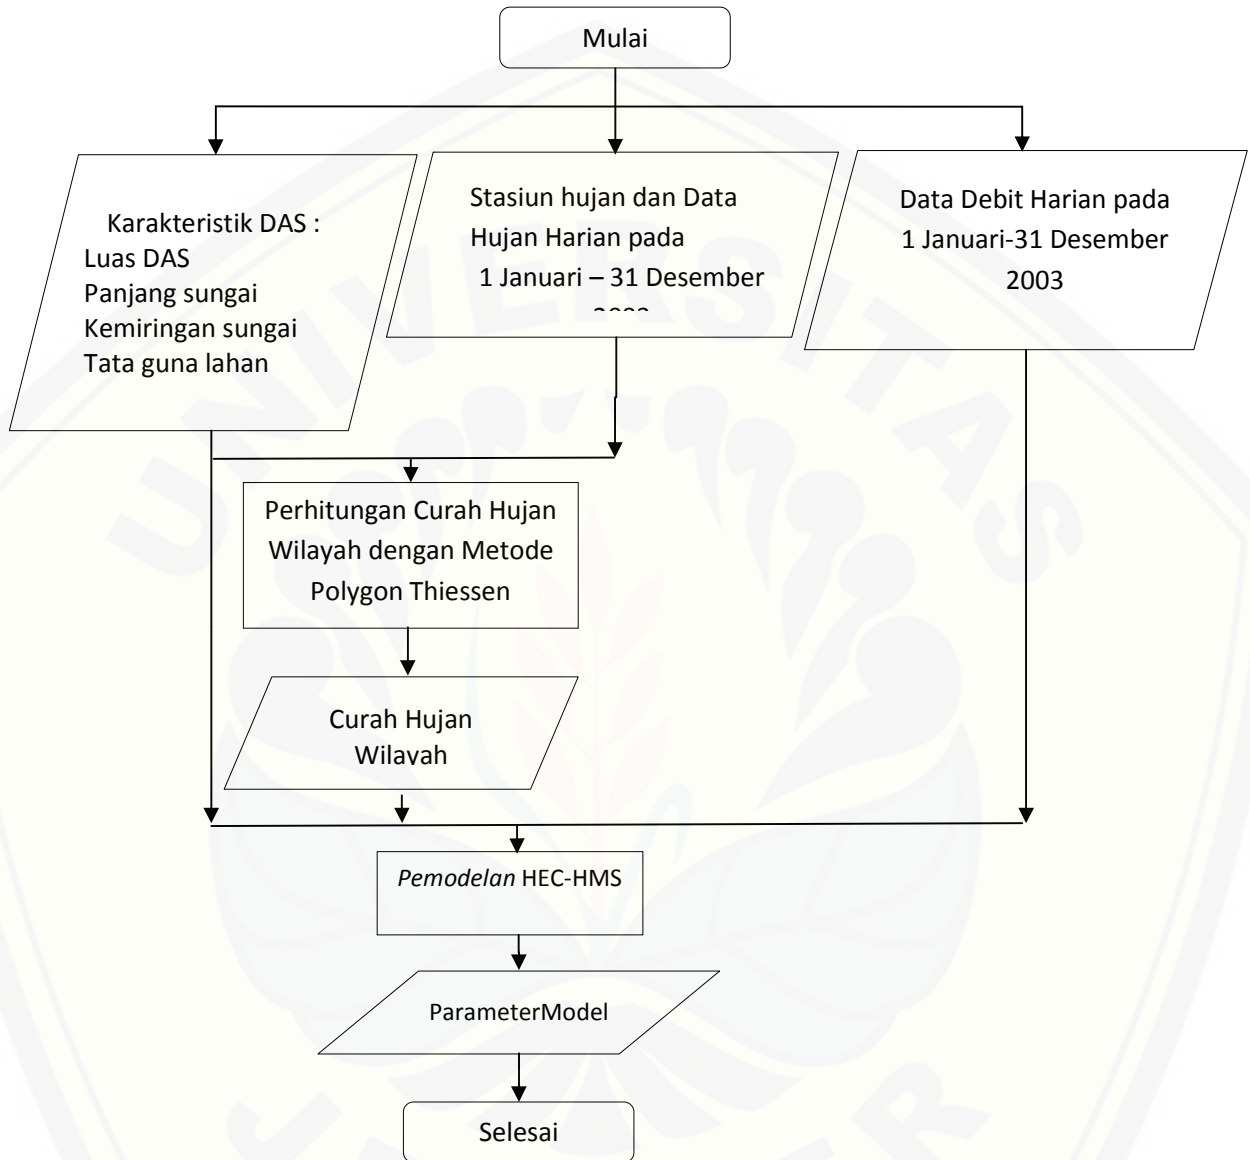 Mulai
Karakteristik DAS :
Luas DAS
Panjang sungai
Kemiringan sungai
Tata guna lahan
Stasiun hujan dan Data
Hujan Harian pada
1 Januari – 31 Desember
Data Debit Harian pada
1 Januari-31 Desember
2003
Perhitungan Curah Hujan
Wilayah dengan Metode
Polygon Thiessen
Curah Hujan
Wilayah
Pemodelan HEC-HMS
ParameterModel
Selesai
UNIVERSITAS